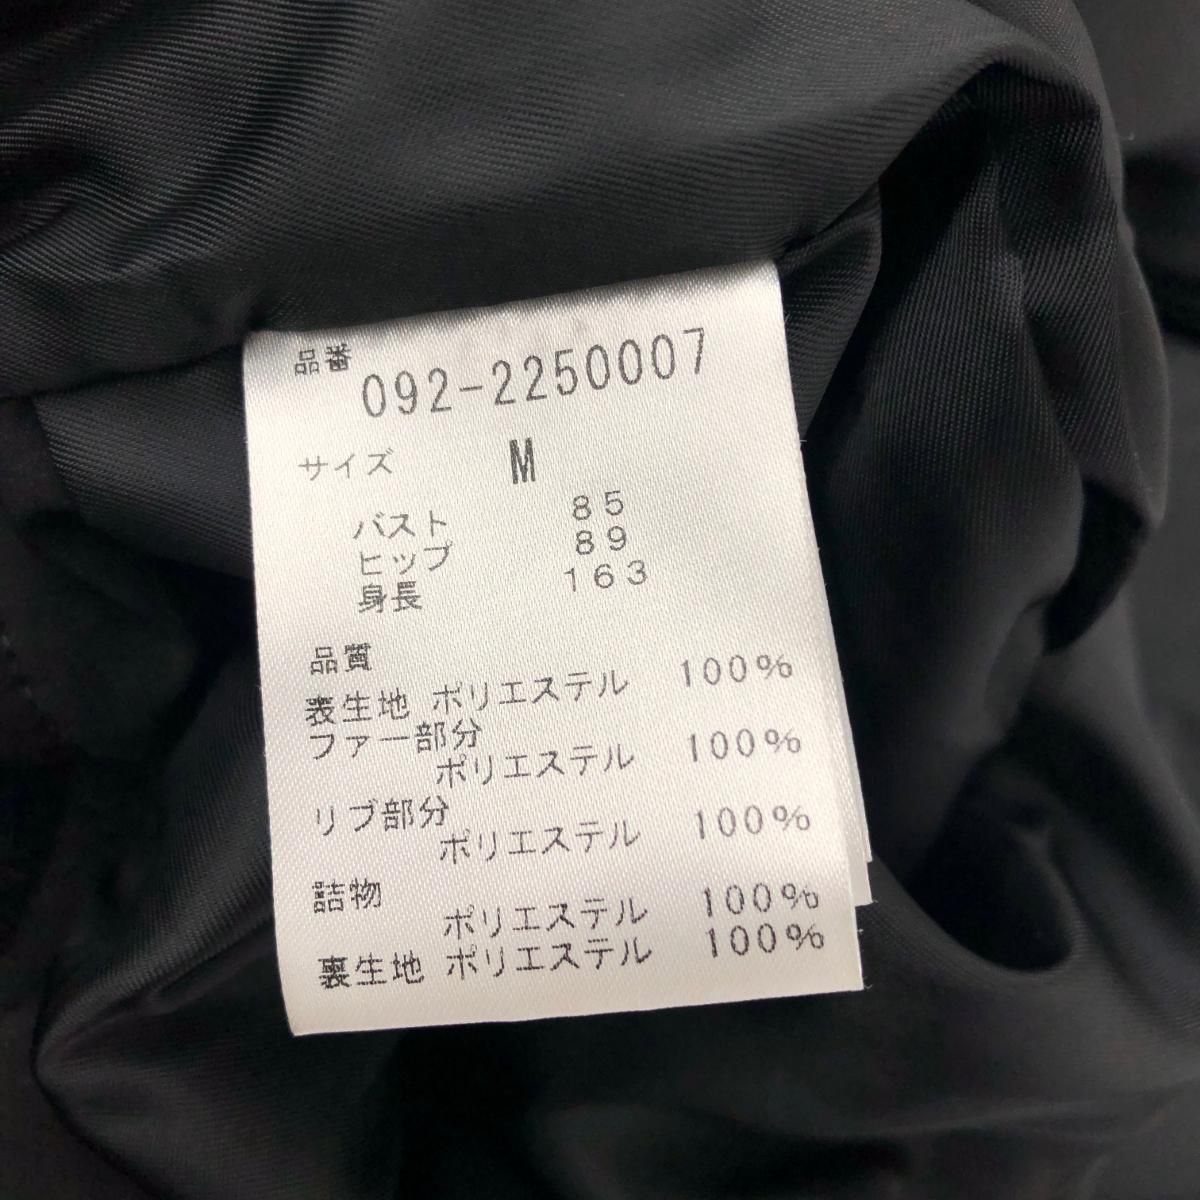 品番 092-2250007
サイズ M
バスト 85
ヒップ 89
身長 163
品質
表生地 ポリエステル 100%
ファー部分
ポリエステル 100%
リブ部分
ポリエステル 100%
詰物
ポリエステル 100%
裏生地 ポリエステル 100%